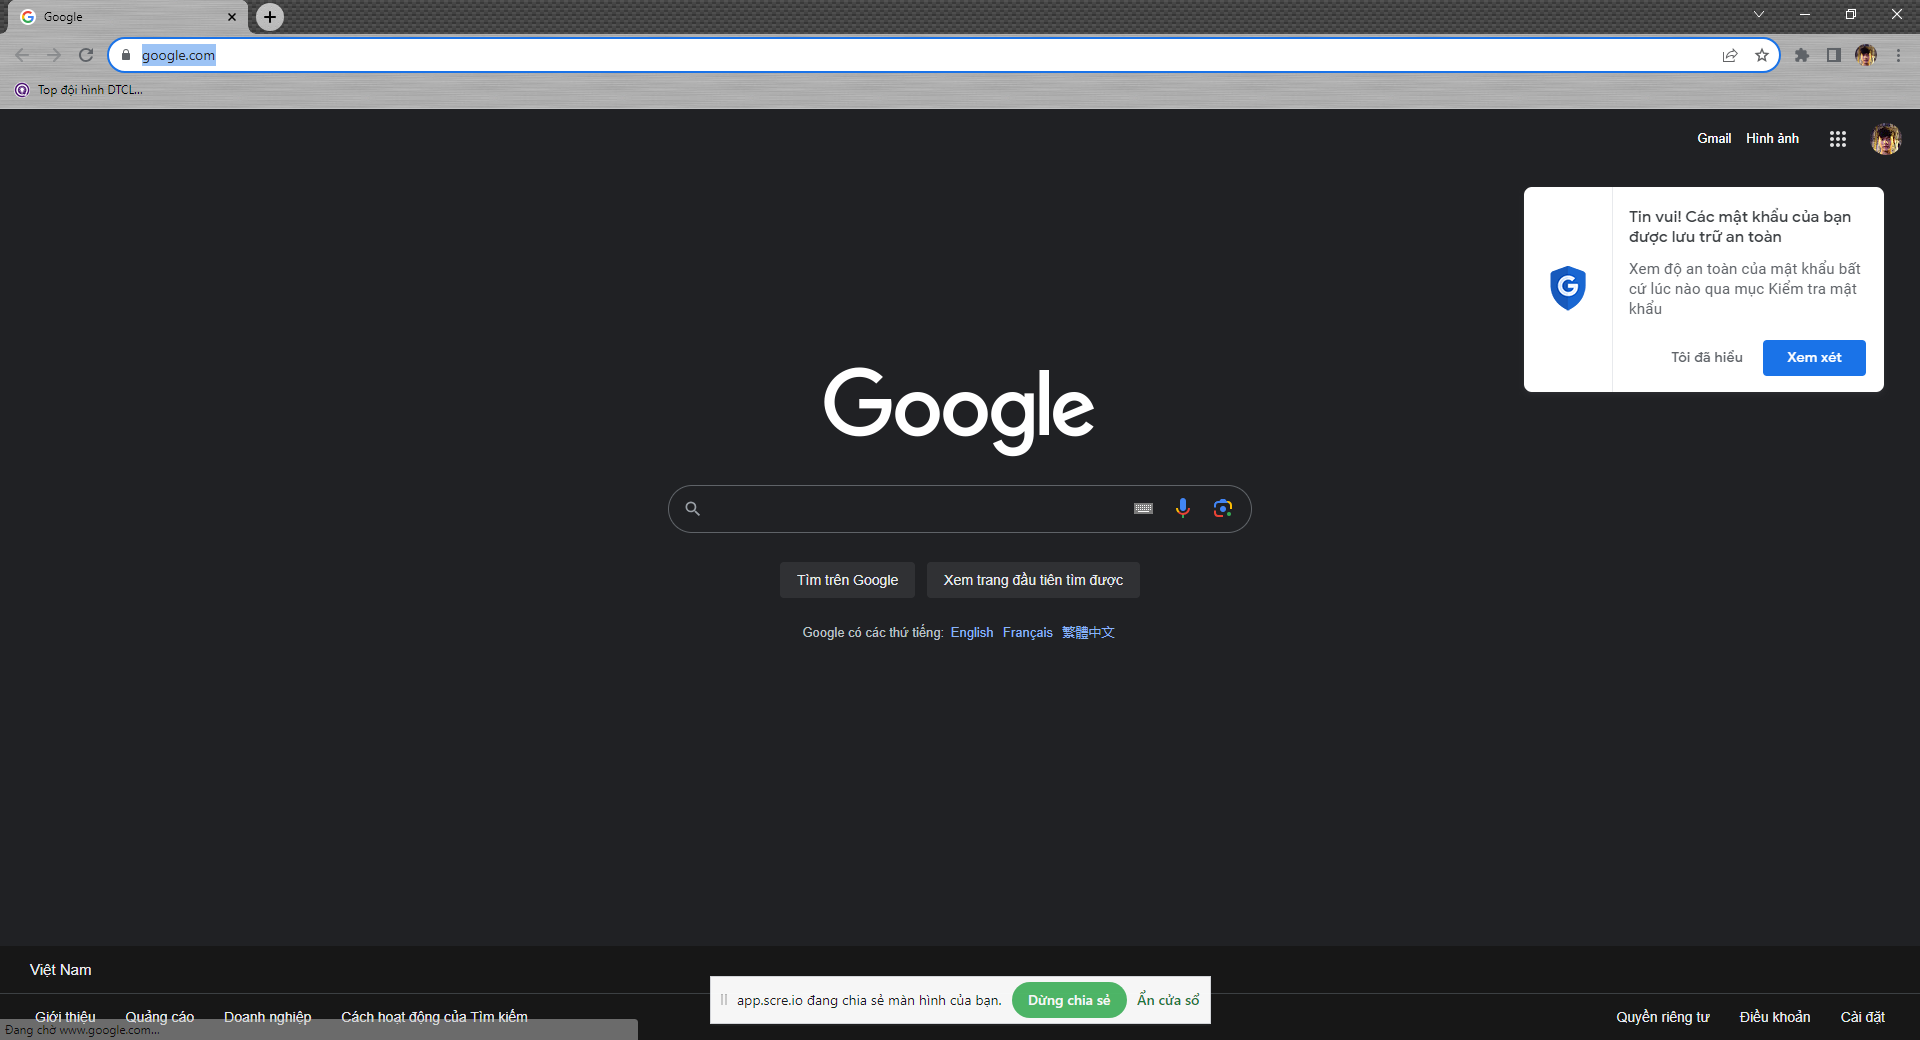 Google
google.com
Top đội hình DTCL...
Gmail Hình ảnh
Tin vui! Các mật khẩu của bạn
được lưu trữ an toàn
Xem độ an toàn của mật khẩu bất
cứ lúc nào qua mục Kiểm tra mật
khẩu
Tôi đã hiểu Xem xét
Google
Tìm trên Google Xem trang đầu tiên tìm được
Google có các thứ tiếng: English Français 繁體中文
Việt Nam
app.scre.io đang chia sẻ màn hình của bạn. Dừng chia sẻ Ẩn cửa sổ
Giới thiệu Quảng cáo Doanh nghiệp Cách hoạt động của Tìm kiếm Quyền riêng tư Điều khoản Cài đặt
Đang chờ www.google.com...